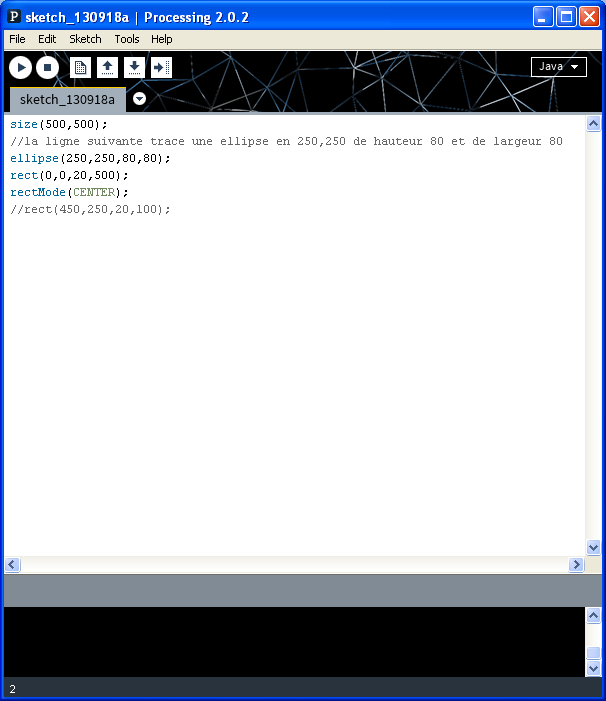 P sketch_130918a | Processing 2.0.2
File Edit Sketch Tools Help
Java
sketch_130918a
size(500,500);
//la ligne suivante trace une ellipse en 250,250 de hauteur 80 et de largeur 80
ellipse(250,250,80,80);
rect(0,0,20,500);
rectMode(CENTER);
//rect(450,250,20,100);
2